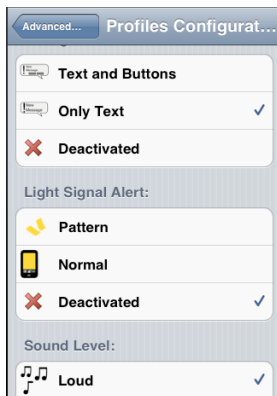 Advanced...
Profiles Configurat...
Text and Buttons
Only Text
Deactivated
Light Signal Alert:
Pattern
Normal
Deactivated
Sound Level:
Loud